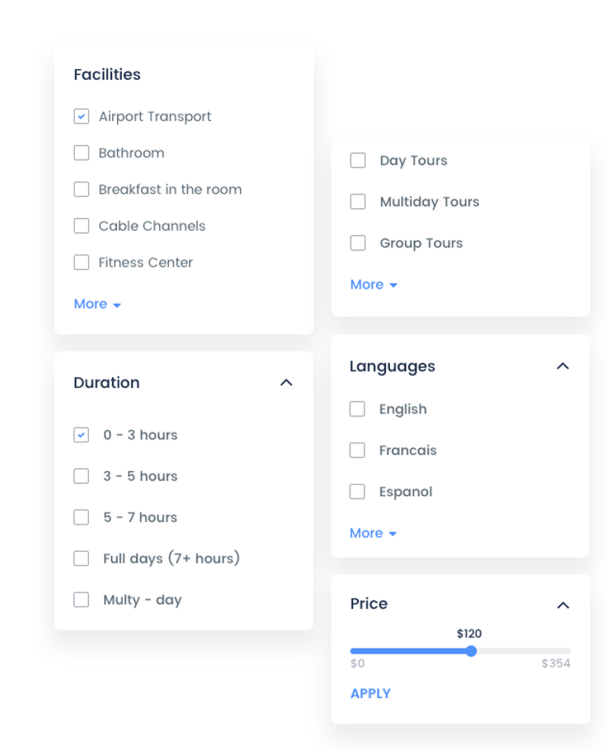 Facilities
Airport Transport
Bathroom
Breakfast in the room
Cable Channels
Fitness Center
More
Duration
0 - 3 hours
3 - 5 hours
5 - 7 hours
Full days (7+ hours)
Multy - day
Day Tours
Multiday Tours
Group Tours
More
Languages
English
Francais
Espanol
More
Price
$120
$0 $354
APPLY